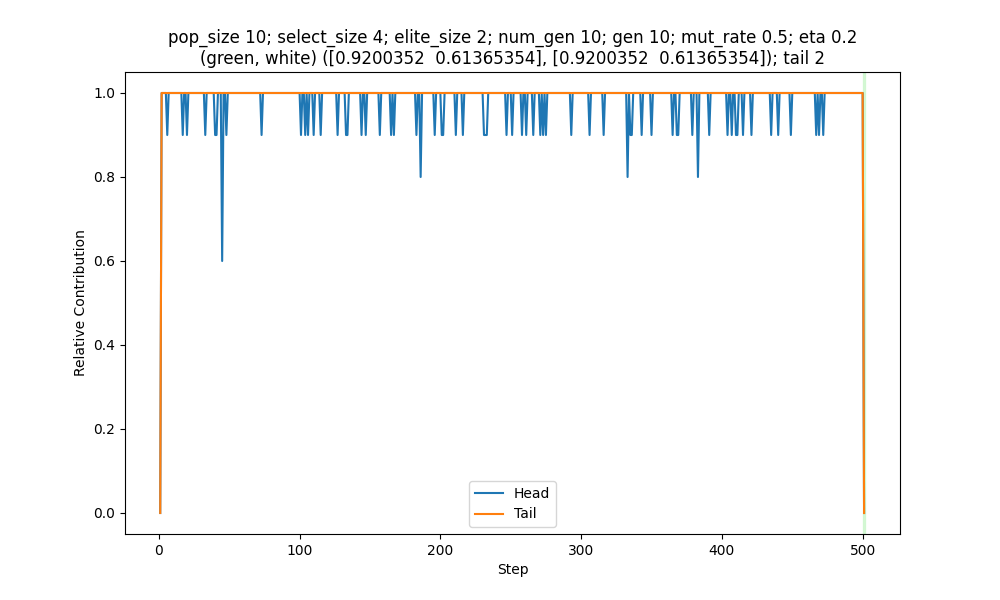 pop_size 10; select_size 4; elite_size 2; num_gen 10; gen 10; mut_rate 0.5; eta 0.2
(green, white) ([0.9200352  0.61365354], [0.9200352  0.61365354]); tail 2
1.0
0.8
0.6
0.4
0.2
0.0
Relative Contribution
Head
Tail
0
100
200
300
400
500
Step